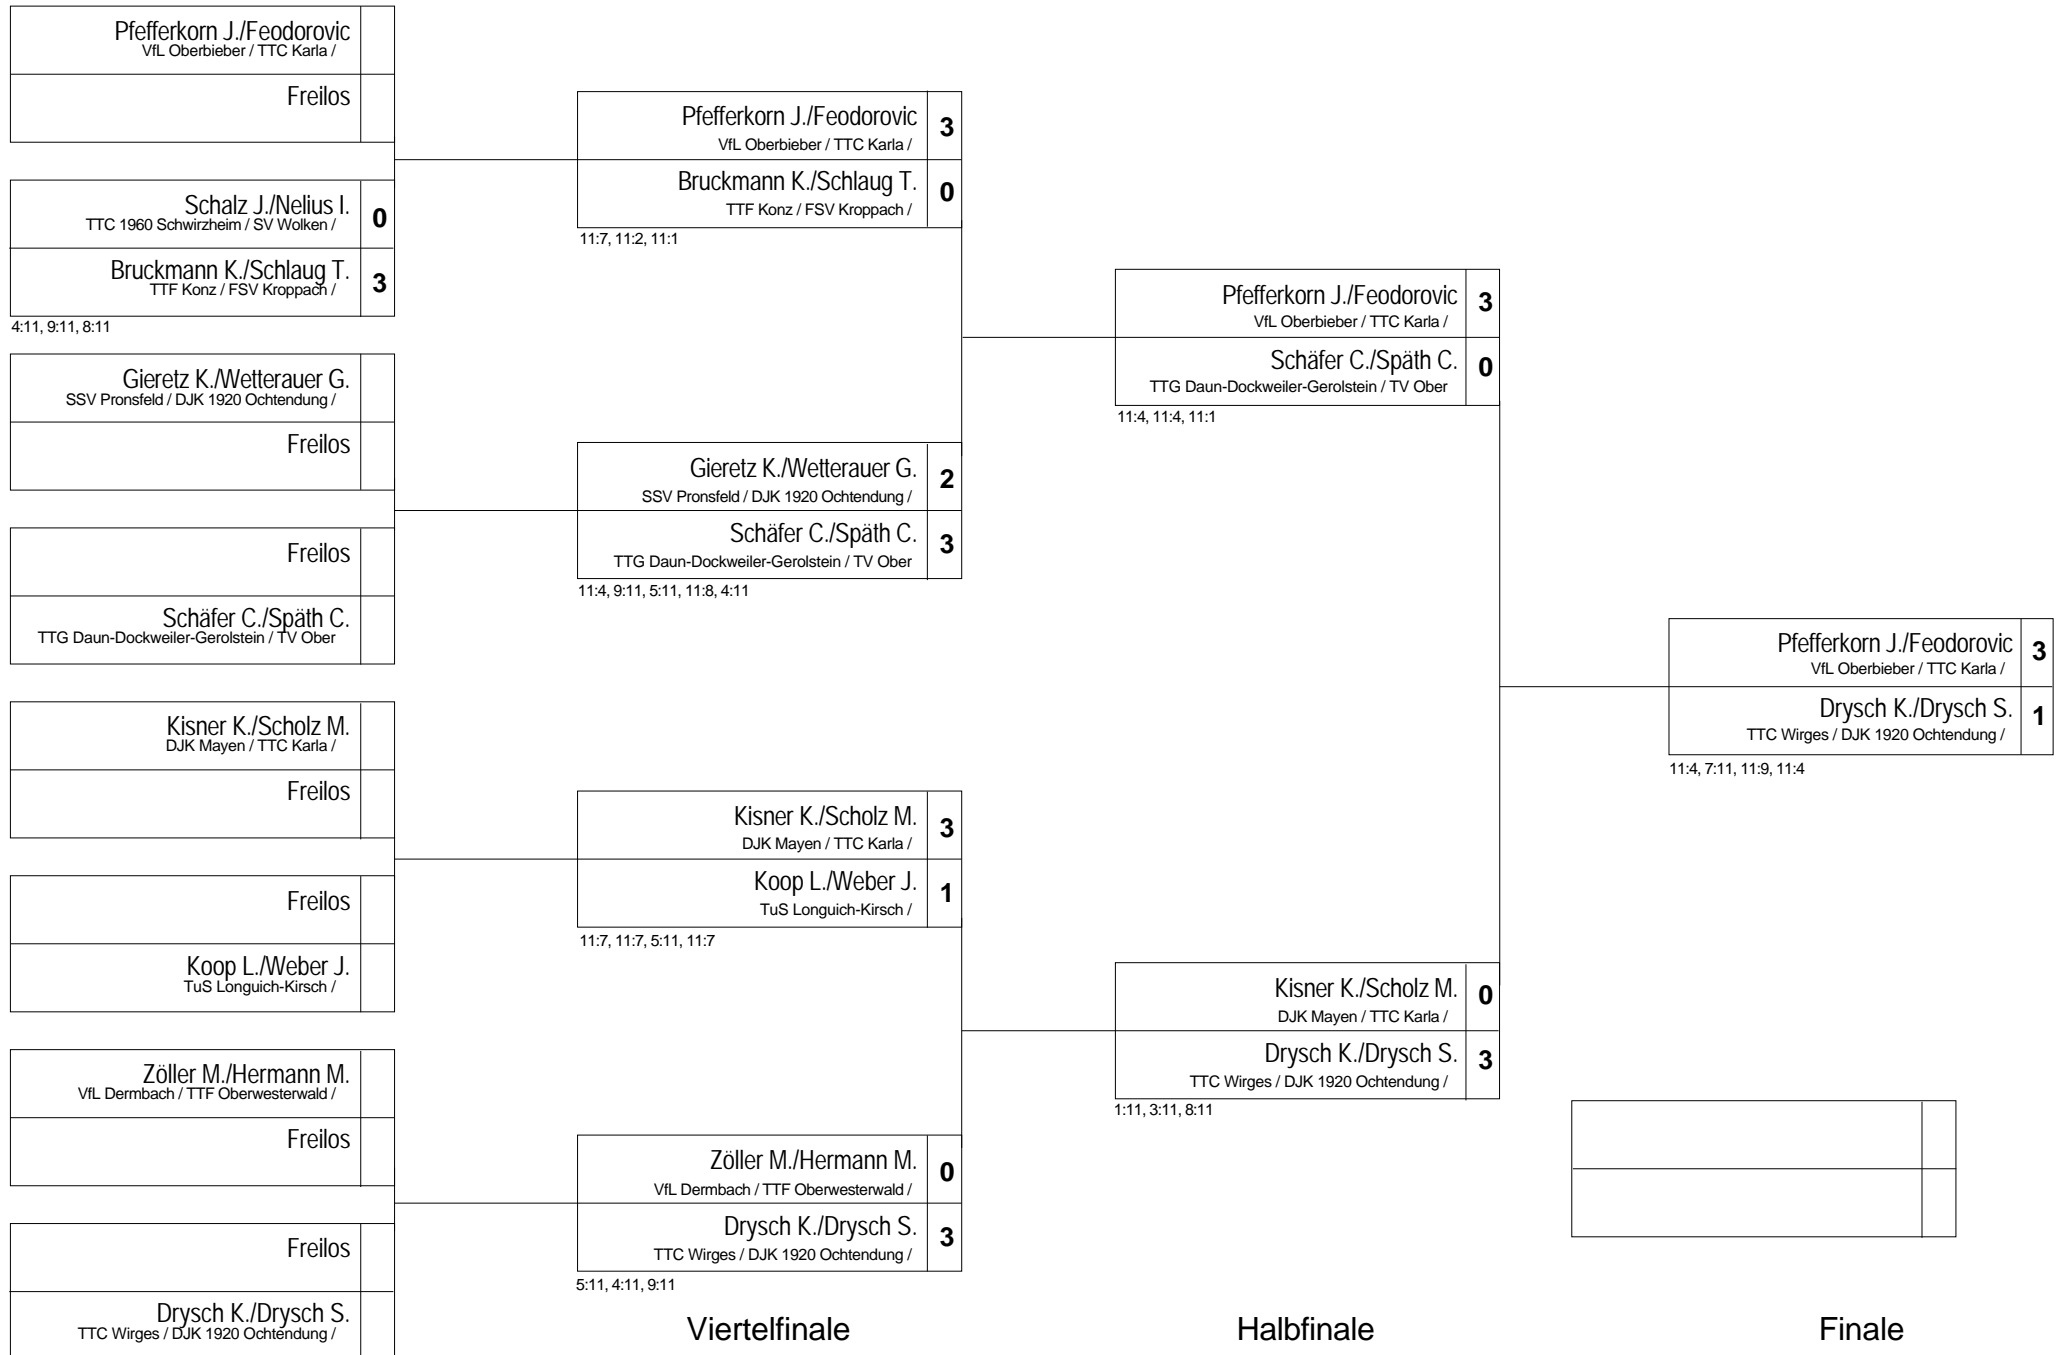 Pfefferkorn J./Feodorovic
VfL Oberbieber / TTC Karla /
Freilos
Schalz J./Nelius I. 0
TTC 1960 Schwirzheim / SV Wolken /
Bruckmann K./Schlaug T. 3
TTF Konz / FSV Kroppach /
4:11, 9:11, 8:11
Gieretz K./Wetterauer G.
SSV Pronsfeld / DJK 1920 Ochtendung /
Freilos
Freilos
Schäfer C./Späth C.
TTG Daun-Dockweiler-Gerolstein / TV Ober
Kisner K./Scholz M.
DJK Mayen / TTC Karla /
Freilos
Freilos
Koop L./Weber J.
TuS Longuich-Kirsch /
Zöller M./Hermann M.
VfL Dermbach / TTF Oberwesterwald /
Freilos
Freilos
Drysch K./Drysch S.
TTC Wirges / DJK 1920 Ochtendung /
Pfefferkorn J./Feodorovic 3
VfL Oberbieber / TTC Karla /
Bruckmann K./Schlaug T. 0
TTF Konz / FSV Kroppach /
11:7, 11:2, 11:1
Gieretz K./Wetterauer G. 2
SSV Pronsfeld / DJK 1920 Ochtendung /
Schäfer C./Späth C. 3
TTG Daun-Dockweiler-Gerolstein / TV Ober
11:4, 9:11, 5:11, 11:8, 4:11
Kisner K./Scholz M. 3
DJK Mayen / TTC Karla /
Koop L./Weber J. 1
TuS Longuich-Kirsch /
11:7, 11:7, 5:11, 11:7
Zöller M./Hermann M. 0
VfL Dermbach / TTF Oberwesterwald /
Drysch K./Drysch S. 3
TTC Wirges / DJK 1920 Ochtendung /
5:11, 4:11, 9:11
Viertelfinale
Pfefferkorn J./Feodorovic 3
VfL Oberbieber / TTC Karla /
Schäfer C./Späth C. 0
TTG Daun-Dockweiler-Gerolstein / TV Ober
11:4, 11:4, 11:1
Kisner K./Scholz M. 0
DJK Mayen / TTC Karla /
Drysch K./Drysch S. 3
TTC Wirges / DJK 1920 Ochtendung /
1:11, 3:11, 8:11
Halbfinale
Pfefferkorn J./Feodorovic 3
VfL Oberbieber / TTC Karla /
Drysch K./Drysch S. 1
TTC Wirges / DJK 1920 Ochtendung /
11:4, 7:11, 11:9, 11:4
Finale